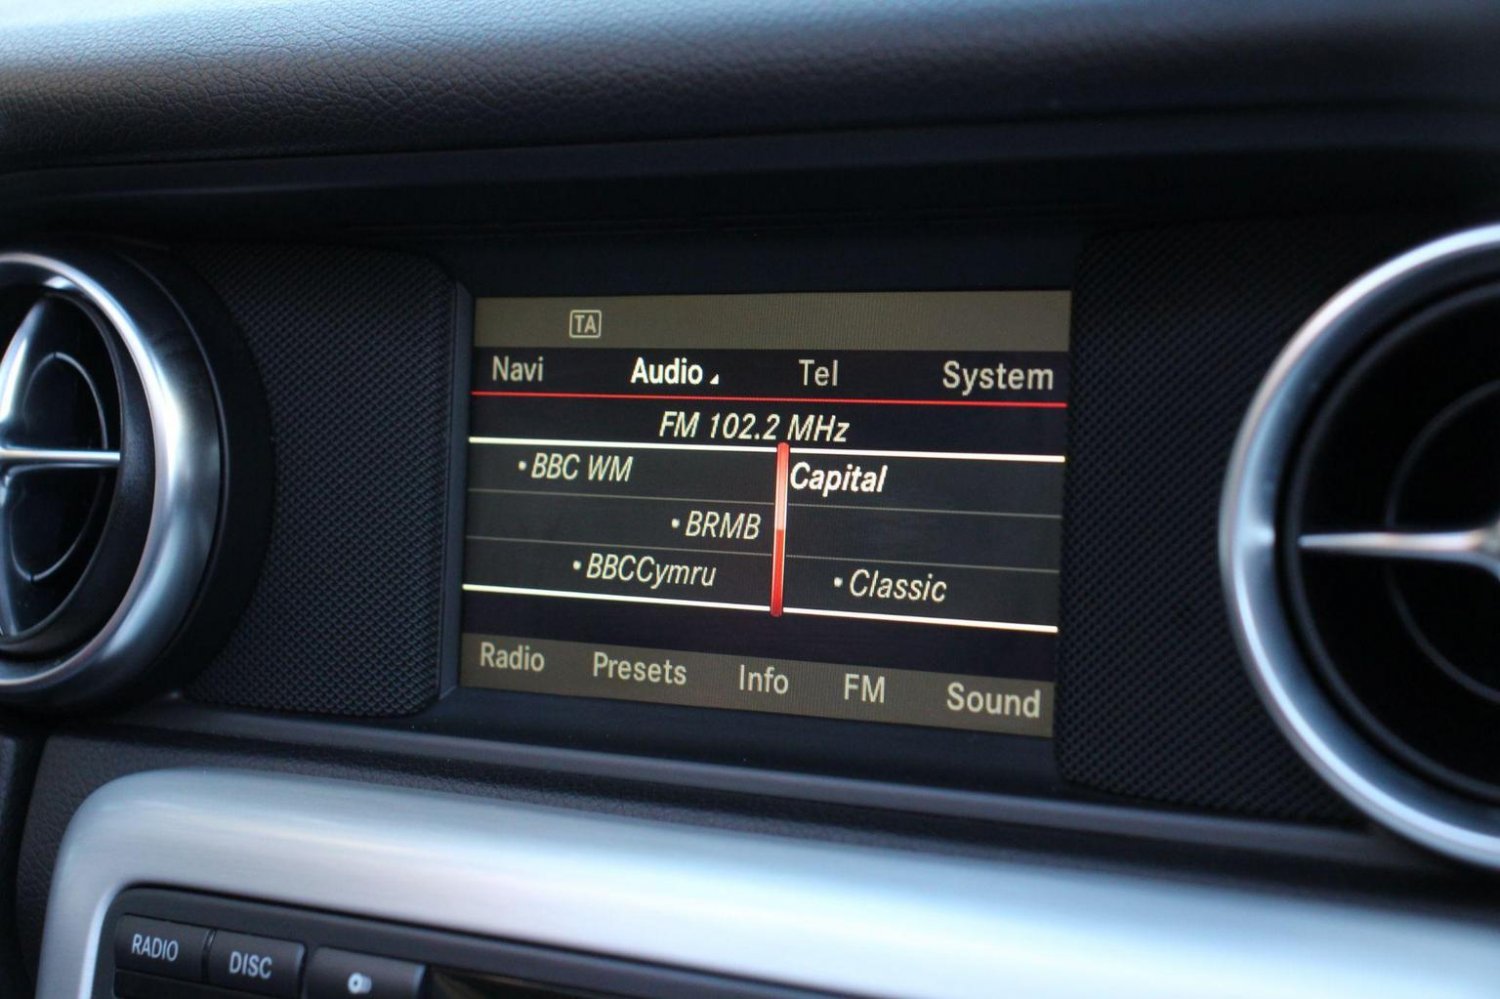 TA
Navi Audio Tel System
FM 102.2 MHz
• BBC WM Capital
• BRMB
• BBCCymru • Classic
Radio Presets Info FM Sound
RADIO DISC